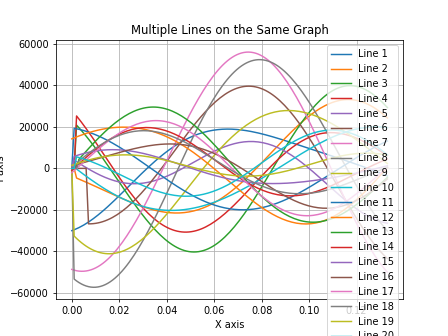 Multiple Lines on the Same Graph
60000
40000
20000
0
−20000
−40000
−60000
0.00
0.02
0.04
0.06
0.08
0.10
X axis
axis
Line 1
Line 2
Line 3
Line 4
Line 5
Line 6
Line 7
Line 8
Line 9
Line 10
Line 11
Line 12
Line 13
Line 14
Line 15
Line 16
Line 17
Line 18
Line 19
Line 20